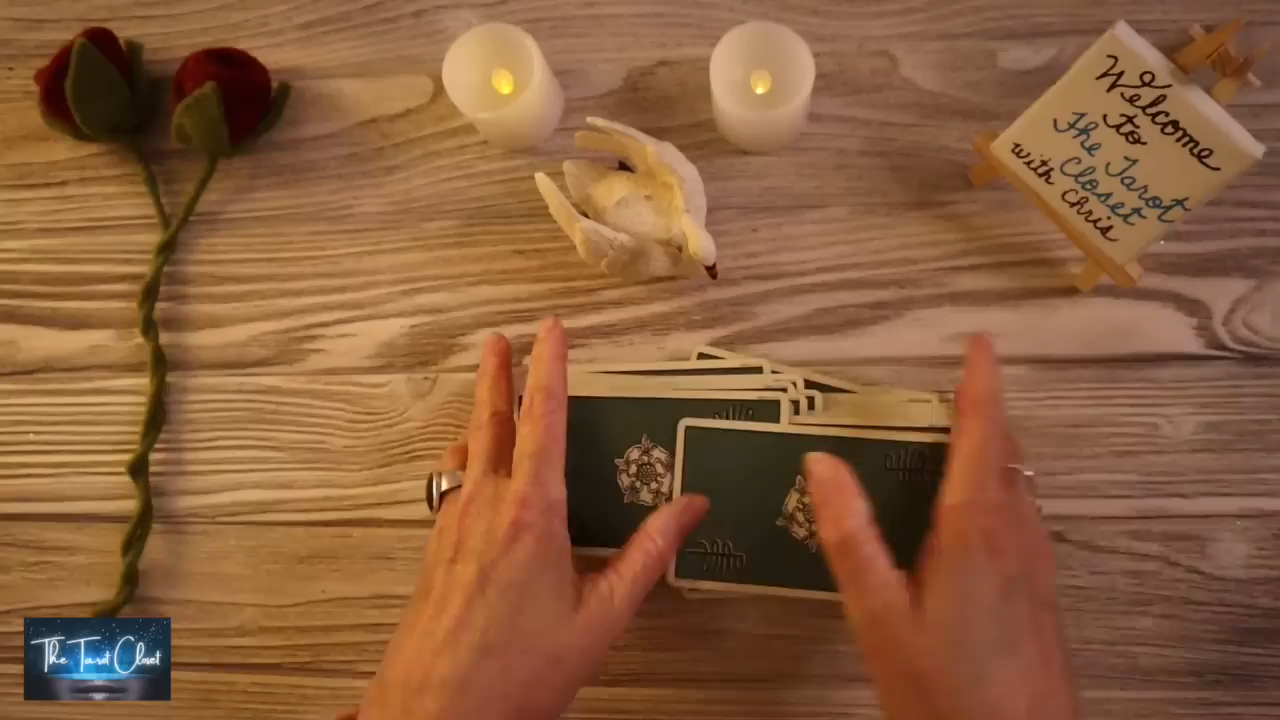 Welcome
to
The Tarot
Closet
with Chris
The Tarot Closet